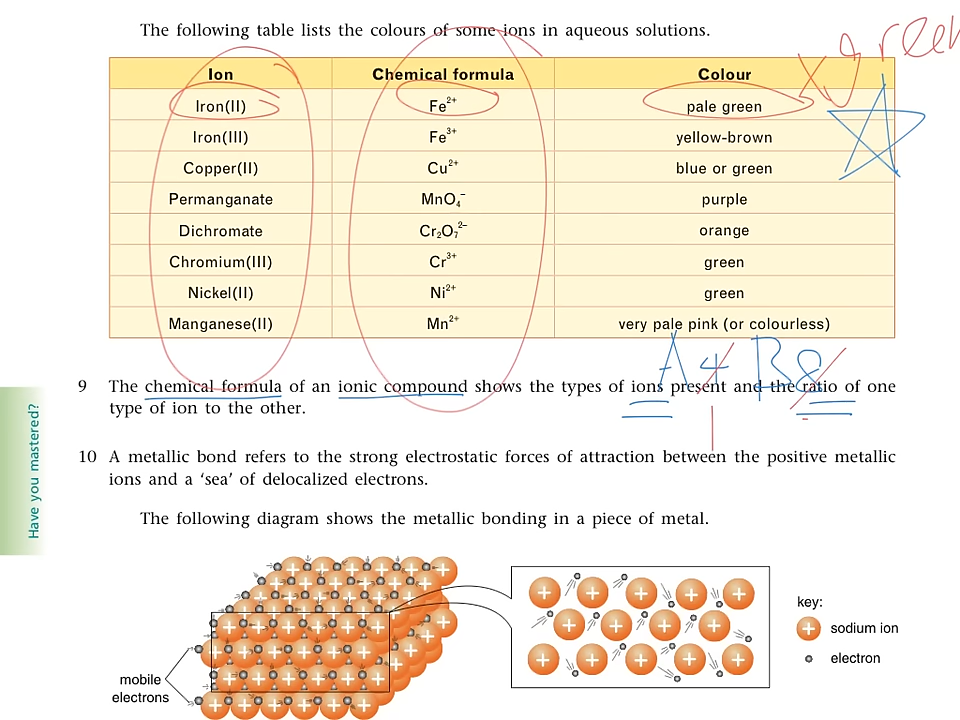 The following table lists the colours of some ions in aqueous solutions.
green
Ion Chemical formula Colour
Iron(II) Fe²⁺ pale green
Iron(III) Fe³⁺ yellow-brown
Copper(II) Cu²⁺ blue or green
Permanganate MnO₄⁻ purple
Dichromate Cr₂O₇²⁻ orange
Chromium(III) Cr³⁺ green
Nickel(II) Ni²⁺ green
Manganese(II) Mn²⁺ very pale pink (or colourless)
A4 B8
9 The chemical formula of an ionic compound shows the types of ions present and the ratio of one
type of ion to the other.
10 A metallic bond refers to the strong electrostatic forces of attraction between the positive metallic
ions and a ‘sea’ of delocalized electrons.
The following diagram shows the metallic bonding in a piece of metal.
Have you mastered?
mobile
electrons
key:
sodium ion
electron